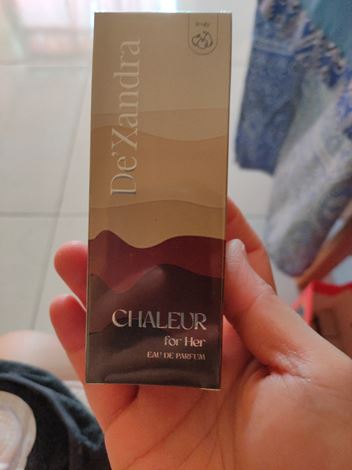 De'Xandra
CHALEUR
for Her
EAU DE PARFUM